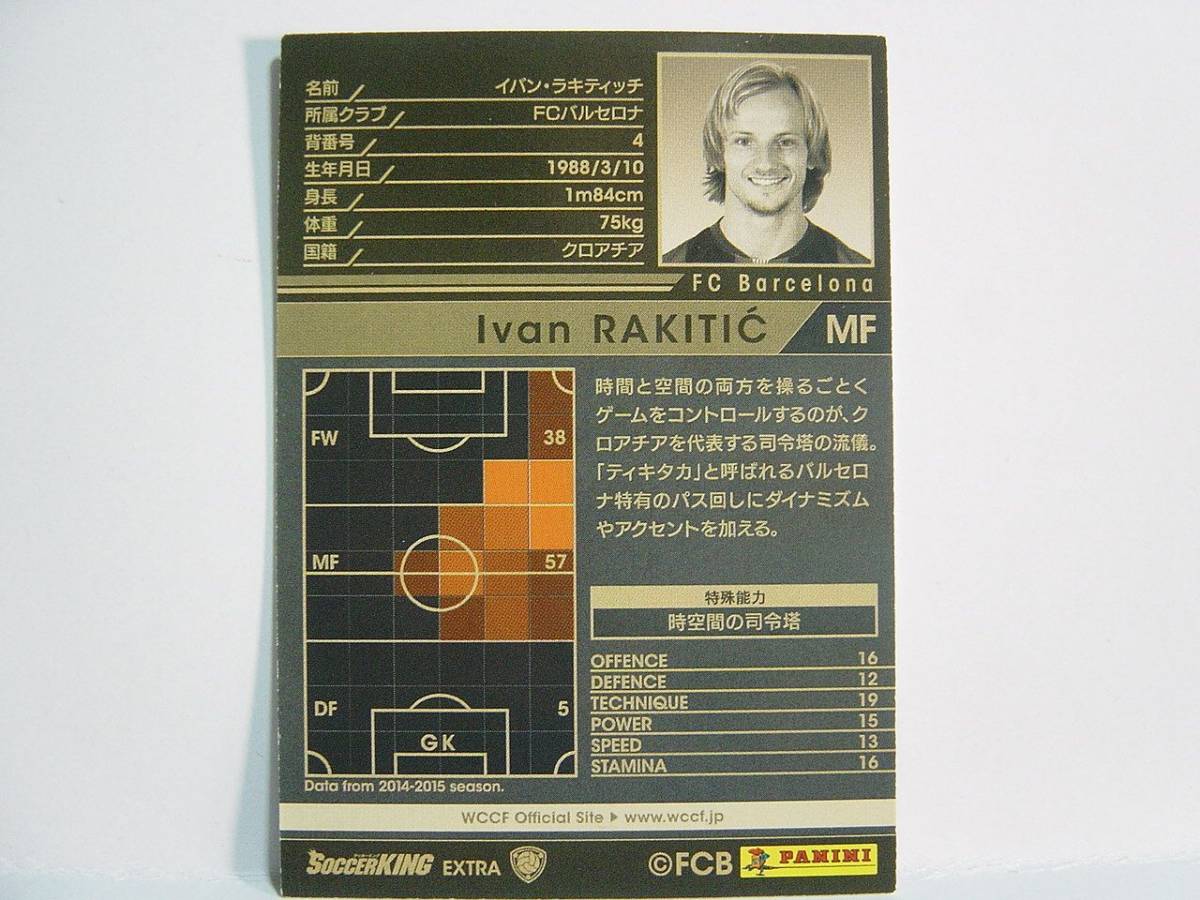 名前 イバン・ラキティッチ
所属クラブ FCバルセロナ
背番号 4
生年月日 1988/3/10
身長 1m84cm
体重 75kg
国籍 クロアチア
FC Barcelona
Ivan RAKITIĆ MF
FW 38
MF 57
DF 5
GK
Data from 2014-2015 season.
時間と空間の両方を操るごとく
ゲームをコントロールするのが、ク
ロアチアを代表する司令塔の流儀。
「ティキタカ」と呼ばれるバルセロ
ナ特有のパス回しにダイナミズム
やアクセントを加える。
特殊能力
時空間の司令塔
OFFENCE 16
DEFENCE 12
TECHNIQUE 19
POWER 15
SPEED 13
STAMINA 16
WCCF Official Site ▶ www.wccf.jp
SOCCERKING EXTRA ©FCB PANINI